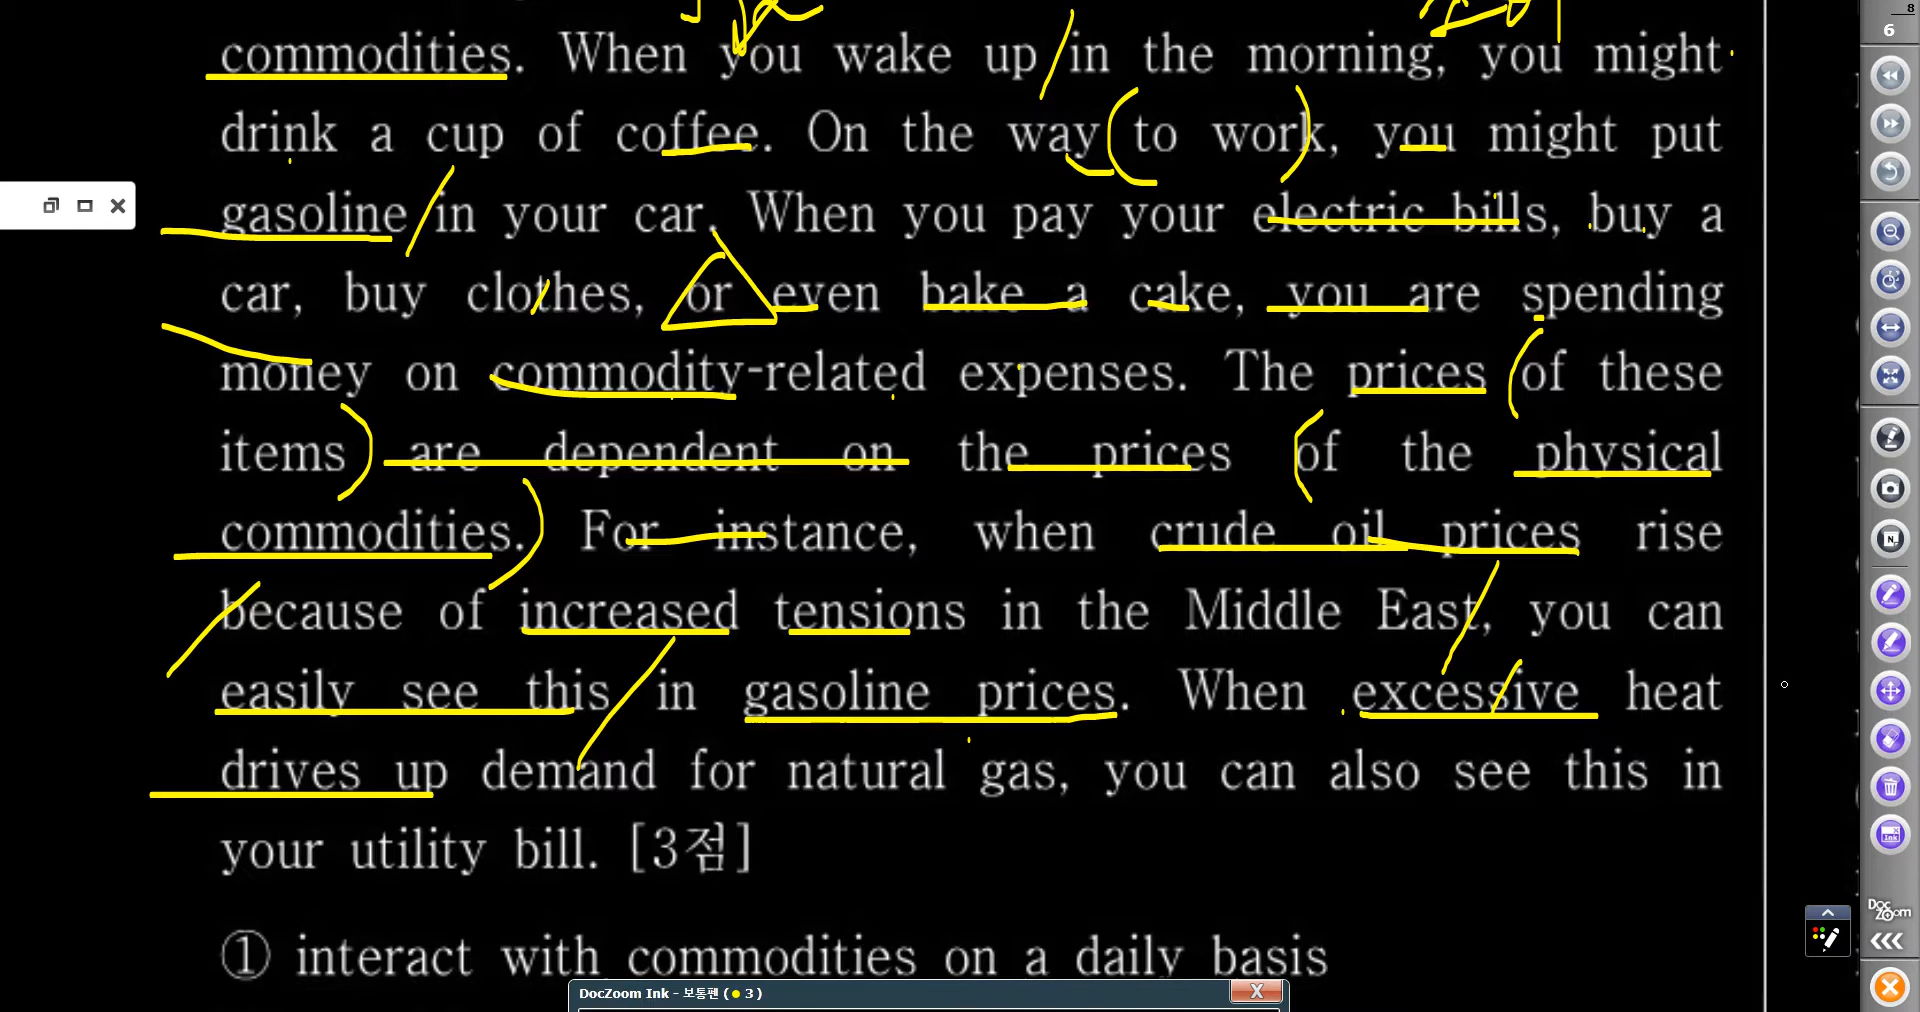 8
6
commodities. When you wake up in the morning, you might
drink a cup of coffee. On the way to work, you might put
gasoline in your car. When you pay your electric bills, buy a
car, buy clothes, or even bake a cake, you are spending
money on commodity-related expenses. The prices of these
items are dependent on the prices of the physical
commodities. For instance, when crude oil prices rise
because of increased tensions in the Middle East, you can
easily see this in gasoline prices. When excessive heat
drives up demand for natural gas, you can also see this in
your utility bill. [3점]
① interact with commodities on a daily basis
DocZoom Ink - 보통펜 ( 3 )
DocZoom